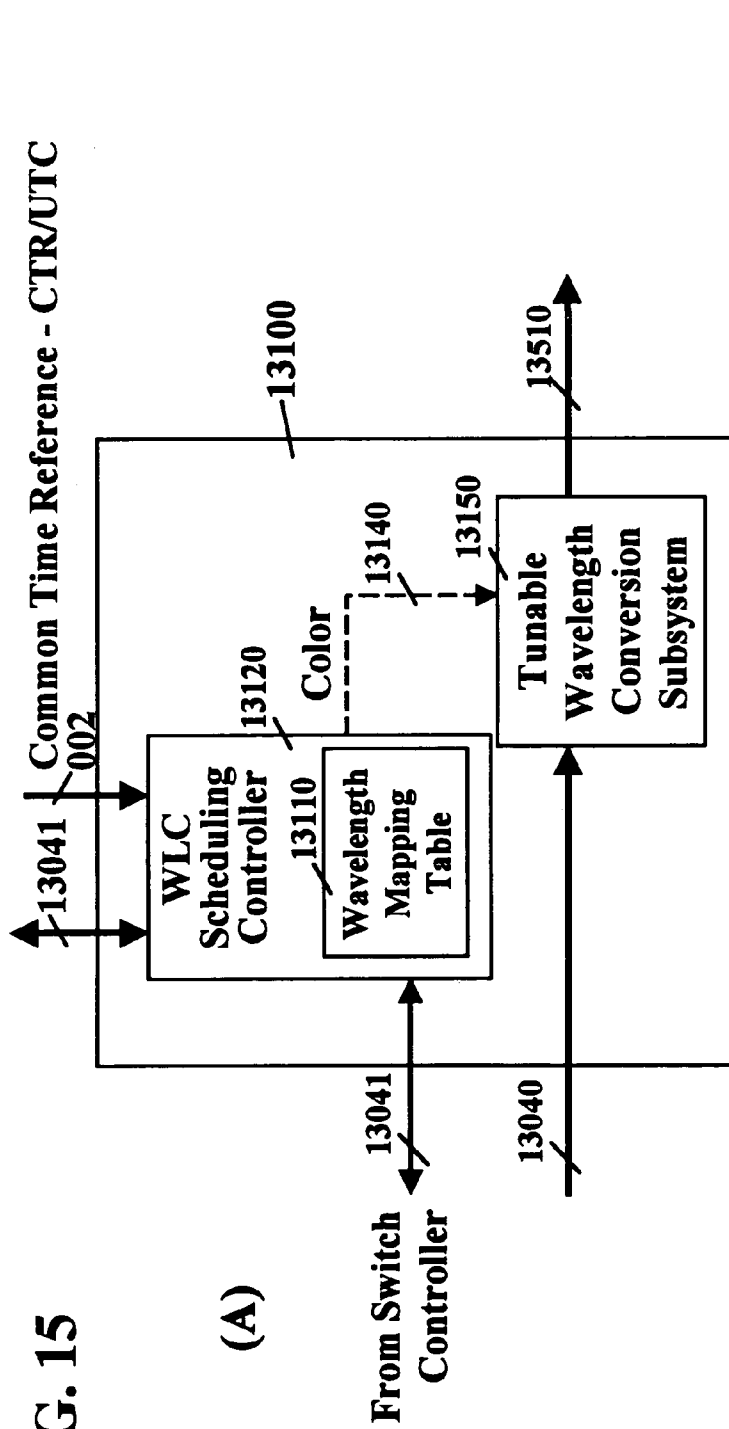 G. 15
(A)
Common Time Reference - CTR/UTC
002
13041
13100
WLC
Scheduling
Controller
13120
13110
Wavelength
Mapping
Table
Color
13140
13150
Tunable
Wavelength
Conversion
Subsystem
13510
From Switch
Controller
13041
13040